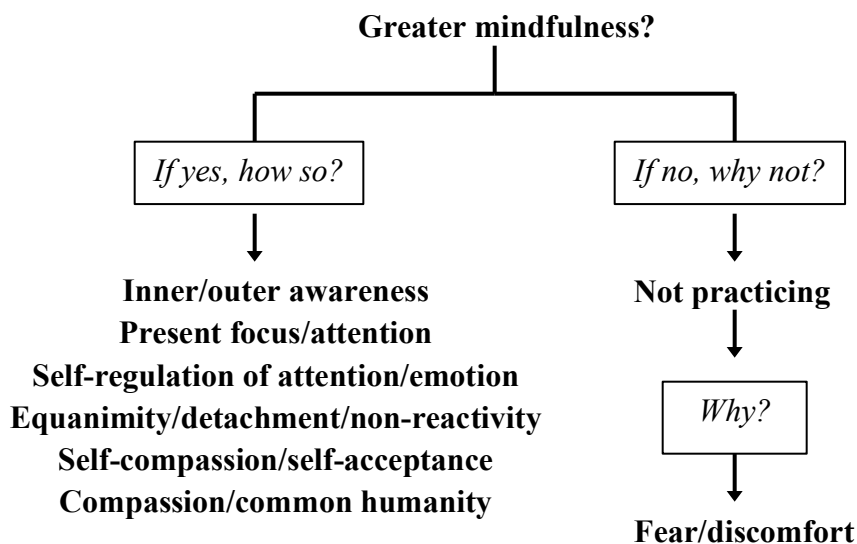 Greater mindfulness?
If yes, how so?
Inner/outer awareness
Present focus/attention
Self-regulation of attention/emotion
Equanimity/detachment/non-reactivity
Self-compassion/self-acceptance
Compassion/common humanity
If no, why not?
Not practicing
Why?
Fear/discomfort